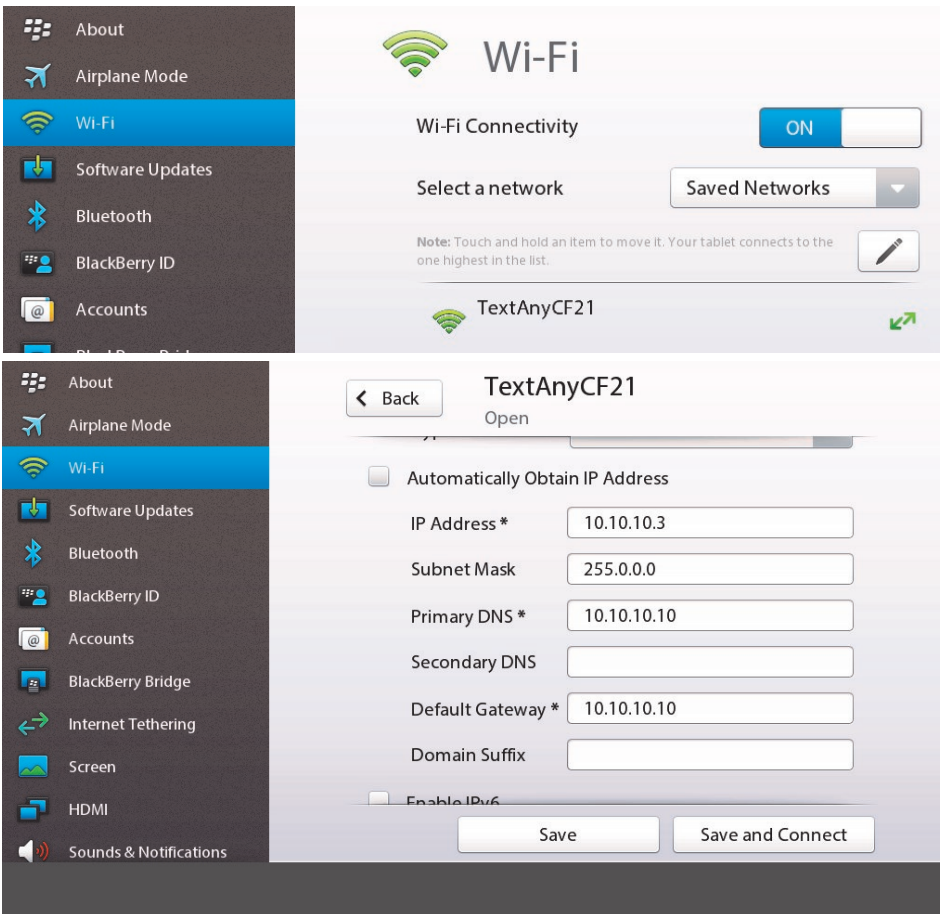 About
Airplane Mode
Wi-Fi
Software Updates
Bluetooth
BlackBerry ID
Accounts
Wi-Fi
Wi-Fi Connectivity
ON
Select a network
Saved Networks
Note: Touch and hold an item to move it. Your tablet connects to the
one highest in the list.
TextAnyCF21
About
Airplane Mode
Wi-Fi
Software Updates
Bluetooth
BlackBerry ID
Accounts
BlackBerry Bridge
Internet Tethering
Screen
HDMI
Sounds & Notifications
Back
TextAnyCF21
Open
Automatically Obtain IP Address
IP Address * 10.10.10.3
Subnet Mask 255.0.0.0
Primary DNS * 10.10.10.10
Secondary DNS
Default Gateway * 10.10.10.10
Domain Suffix
Enable IPv6
Save
Save and Connect